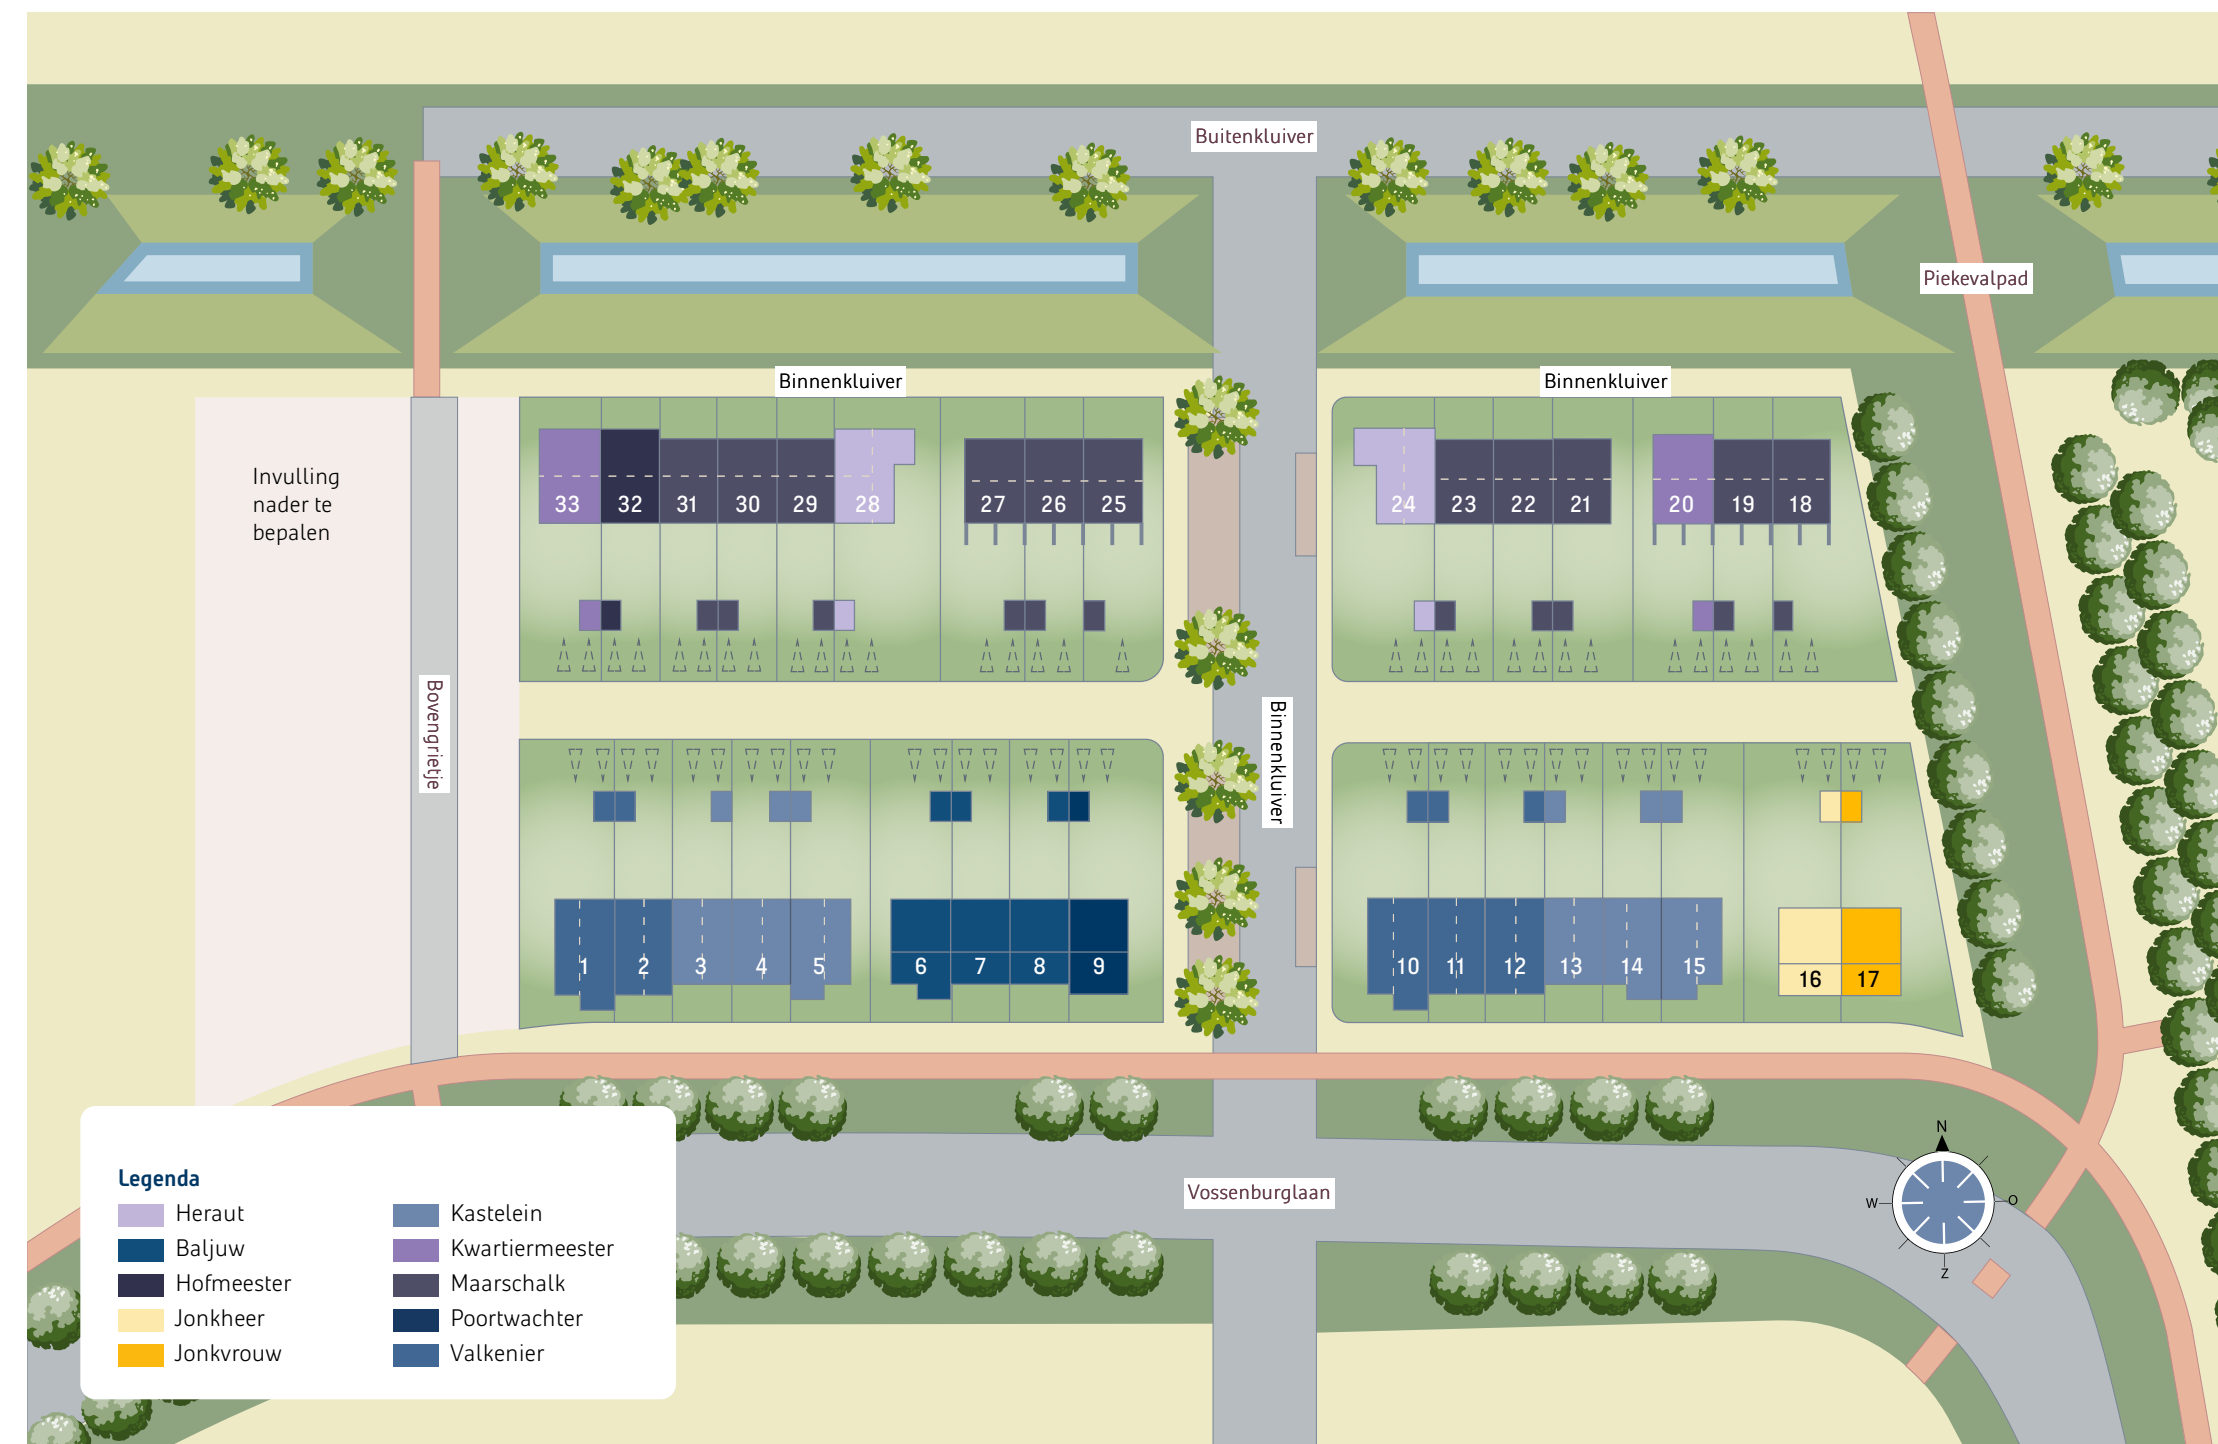 Buitenkluiver
Piekevalpad
Binnenkluiver
Binnenkluiver
Invulling
nader te
bepalen
33 32 31 30 29 28 27 26 25
24 23 22 21 20 19 18
Bovengrietje
Binnenkluiver
1 2 3 4 5 6 7 8 9
10 11 12 13 14 15 16 17
Vossenburglaan
N
W
O
Z
Legenda
Heraut
Baljuw
Hofmeester
Jonkheer
Jonkvrouw
Kastelein
Kwartiermeester
Maarschalk
Poortwachter
Valkenier